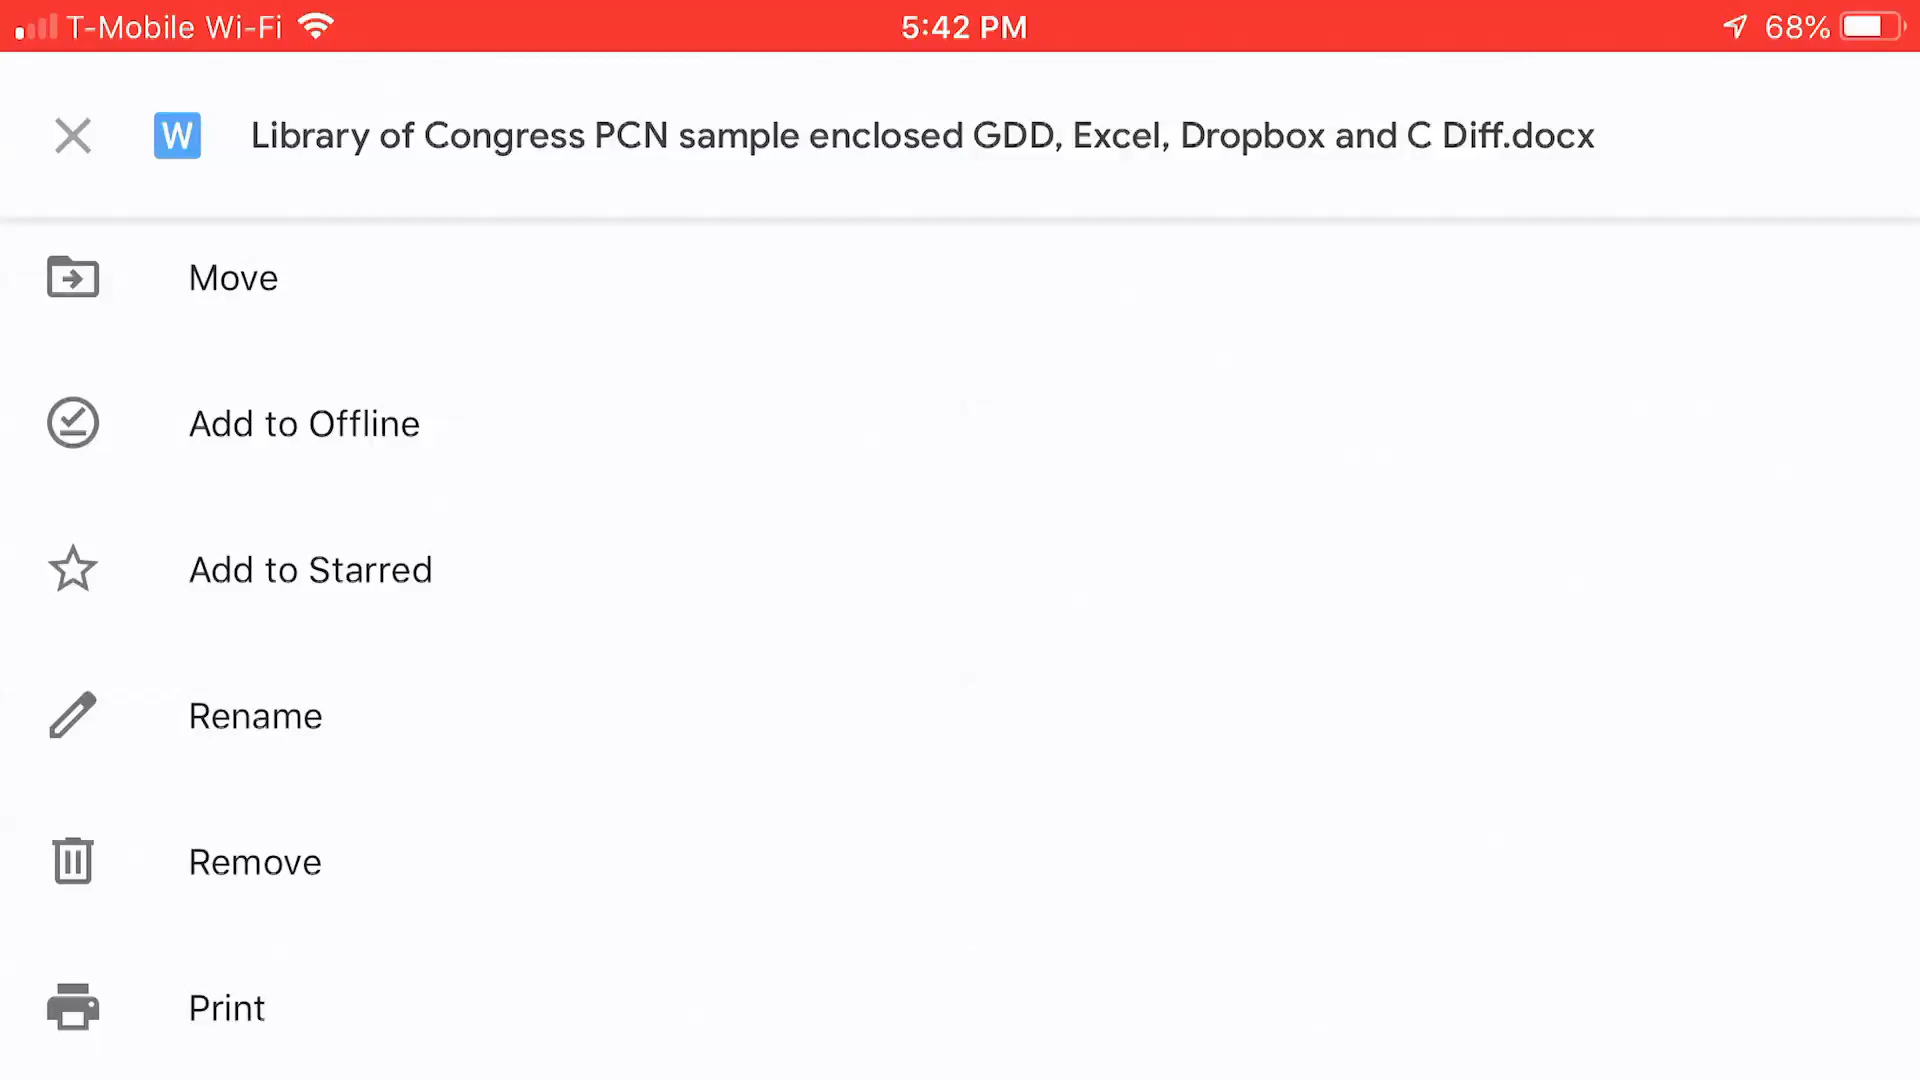 T-Mobile Wi-Fi 5:42 PM 68%
W Library of Congress PCN sample enclosed GDD, Excel, Dropbox and C Diff.docx
Move
Add to Offline
Add to Starred
Rename
Remove
Print